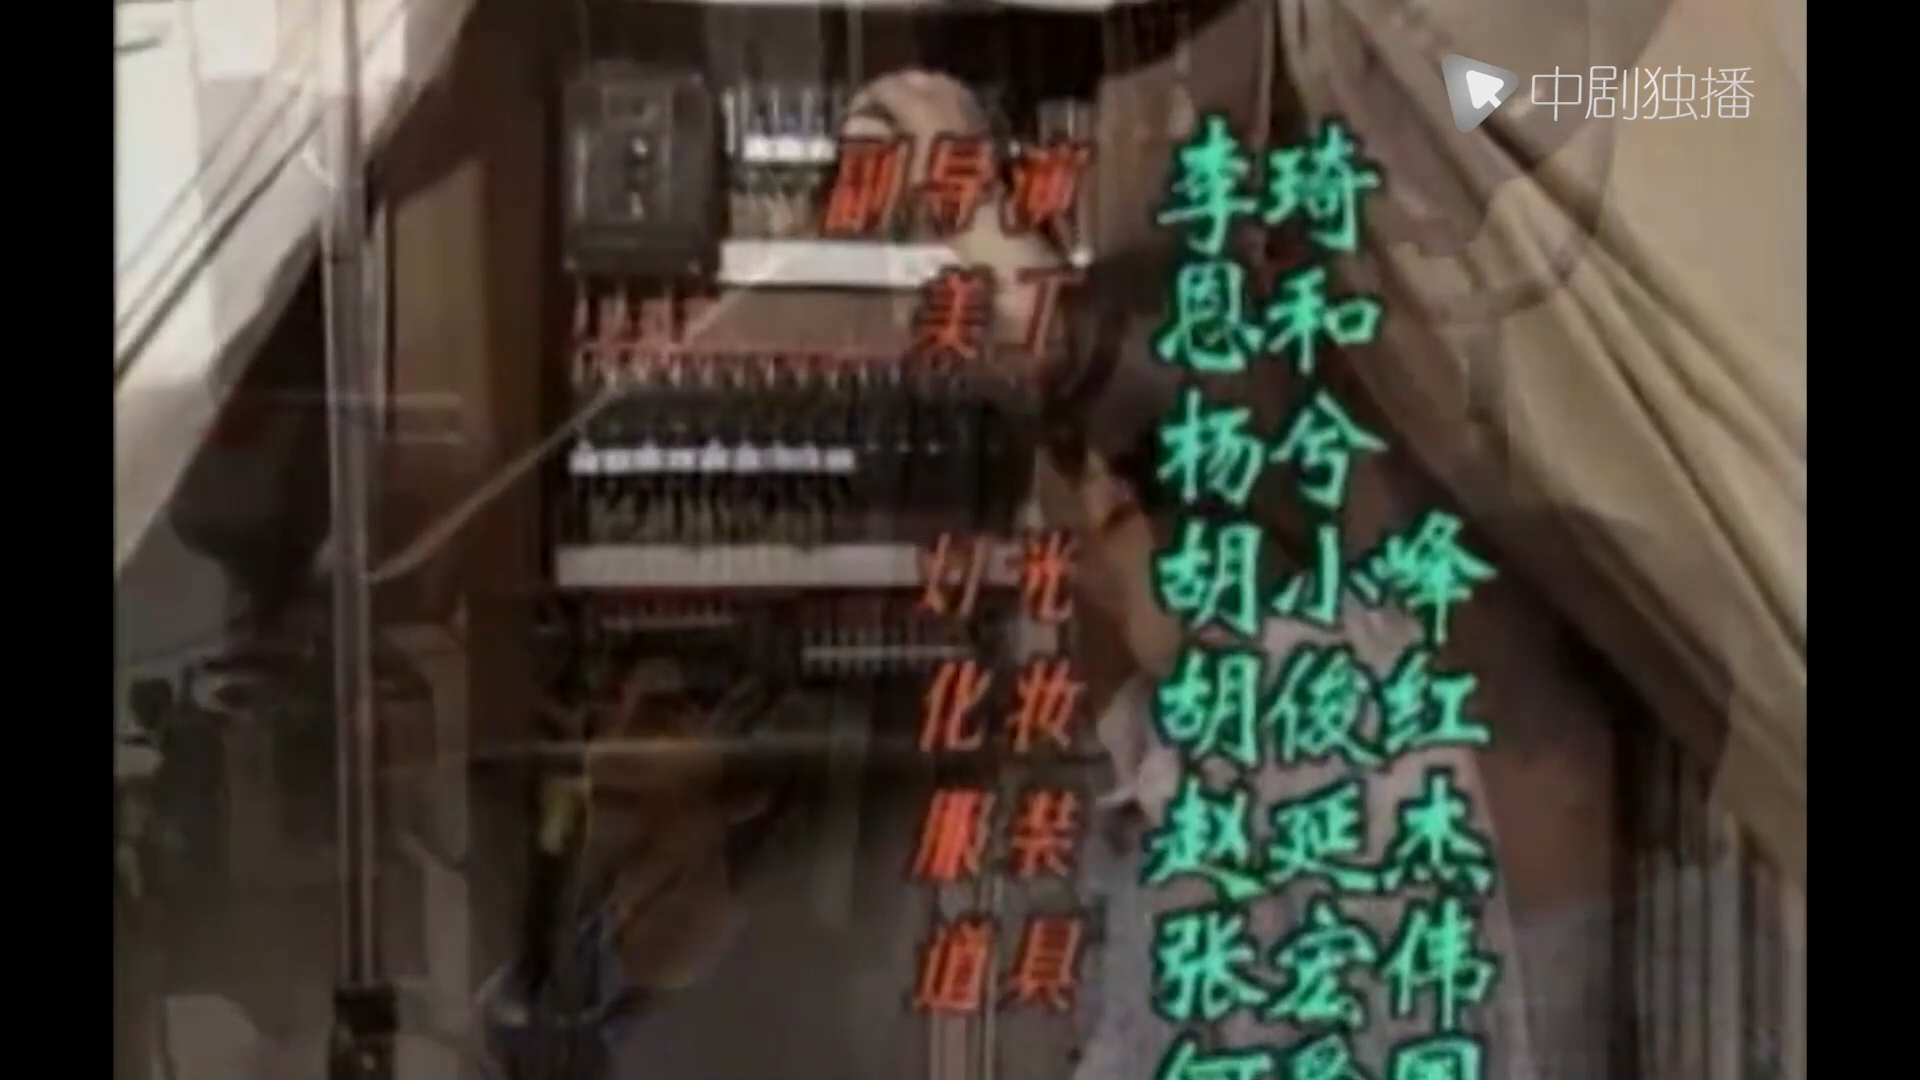 中剧独播
副导演 李琦
美工 恩和
杨兮
灯光 胡小峰
化妆 胡俊红
服装 赵延杰
道具 张宏伟